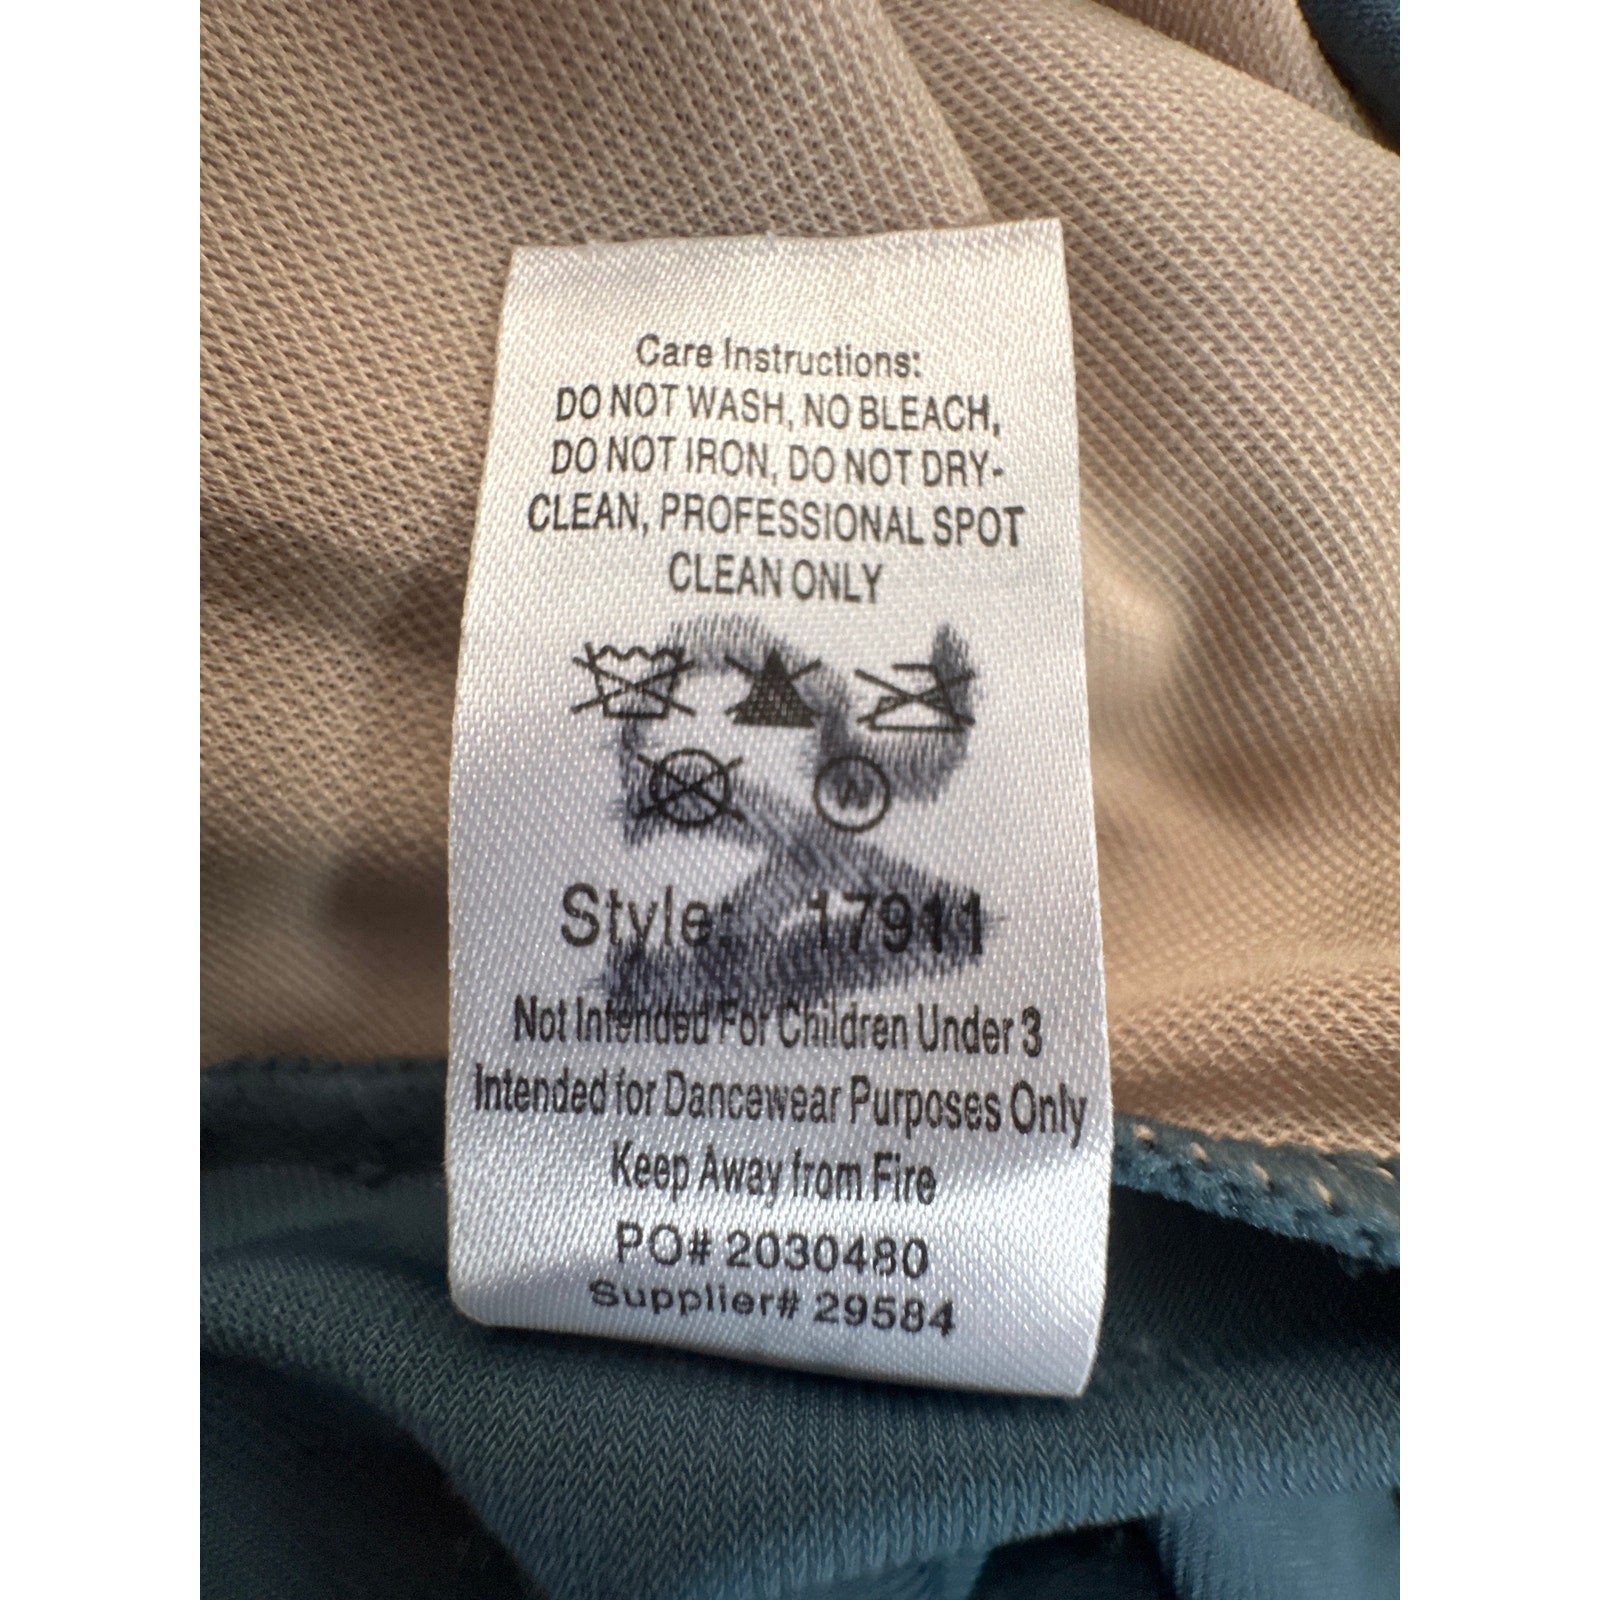 Care Instructions:
DO NOT WASH, NO BLEACH,
DO NOT IRON, DO NOT DRY-
CLEAN, PROFESSIONAL SPOT
CLEAN ONLY
Style: 17911
Not Intended For Children Under 3
Intended for Dancewear Purposes Only
Keep Away from Fire
PO# 2030480
Supplier# 29584